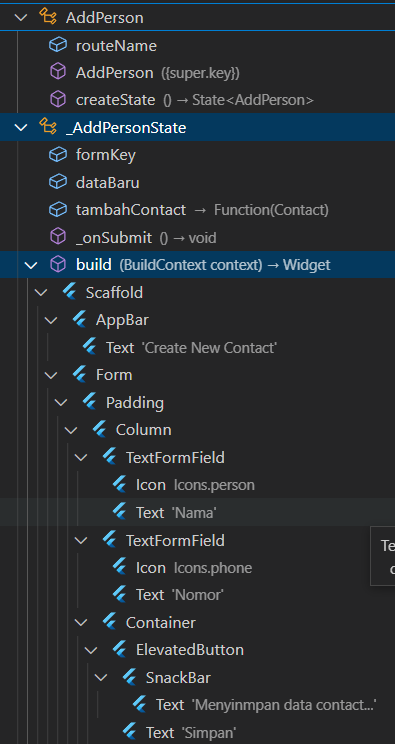 AddPerson
routeName
AddPerson ({super.key})
createState () → State<AddPerson>
_AddPersonState
formKey
dataBaru
tambahContact → Function(Contact)
_onSubmit () → void
build (BuildContext context) → Widget
Scaffold
AppBar
Text 'Create New Contact'
Form
Padding
Column
TextFormField
Icon Icons.person
Text 'Nama'
TextFormField
Icon Icons.phone
Text 'Nomor'
Container
ElevatedButton
SnackBar
Text 'Menyinmpan data contact...'
Text 'Simpan'